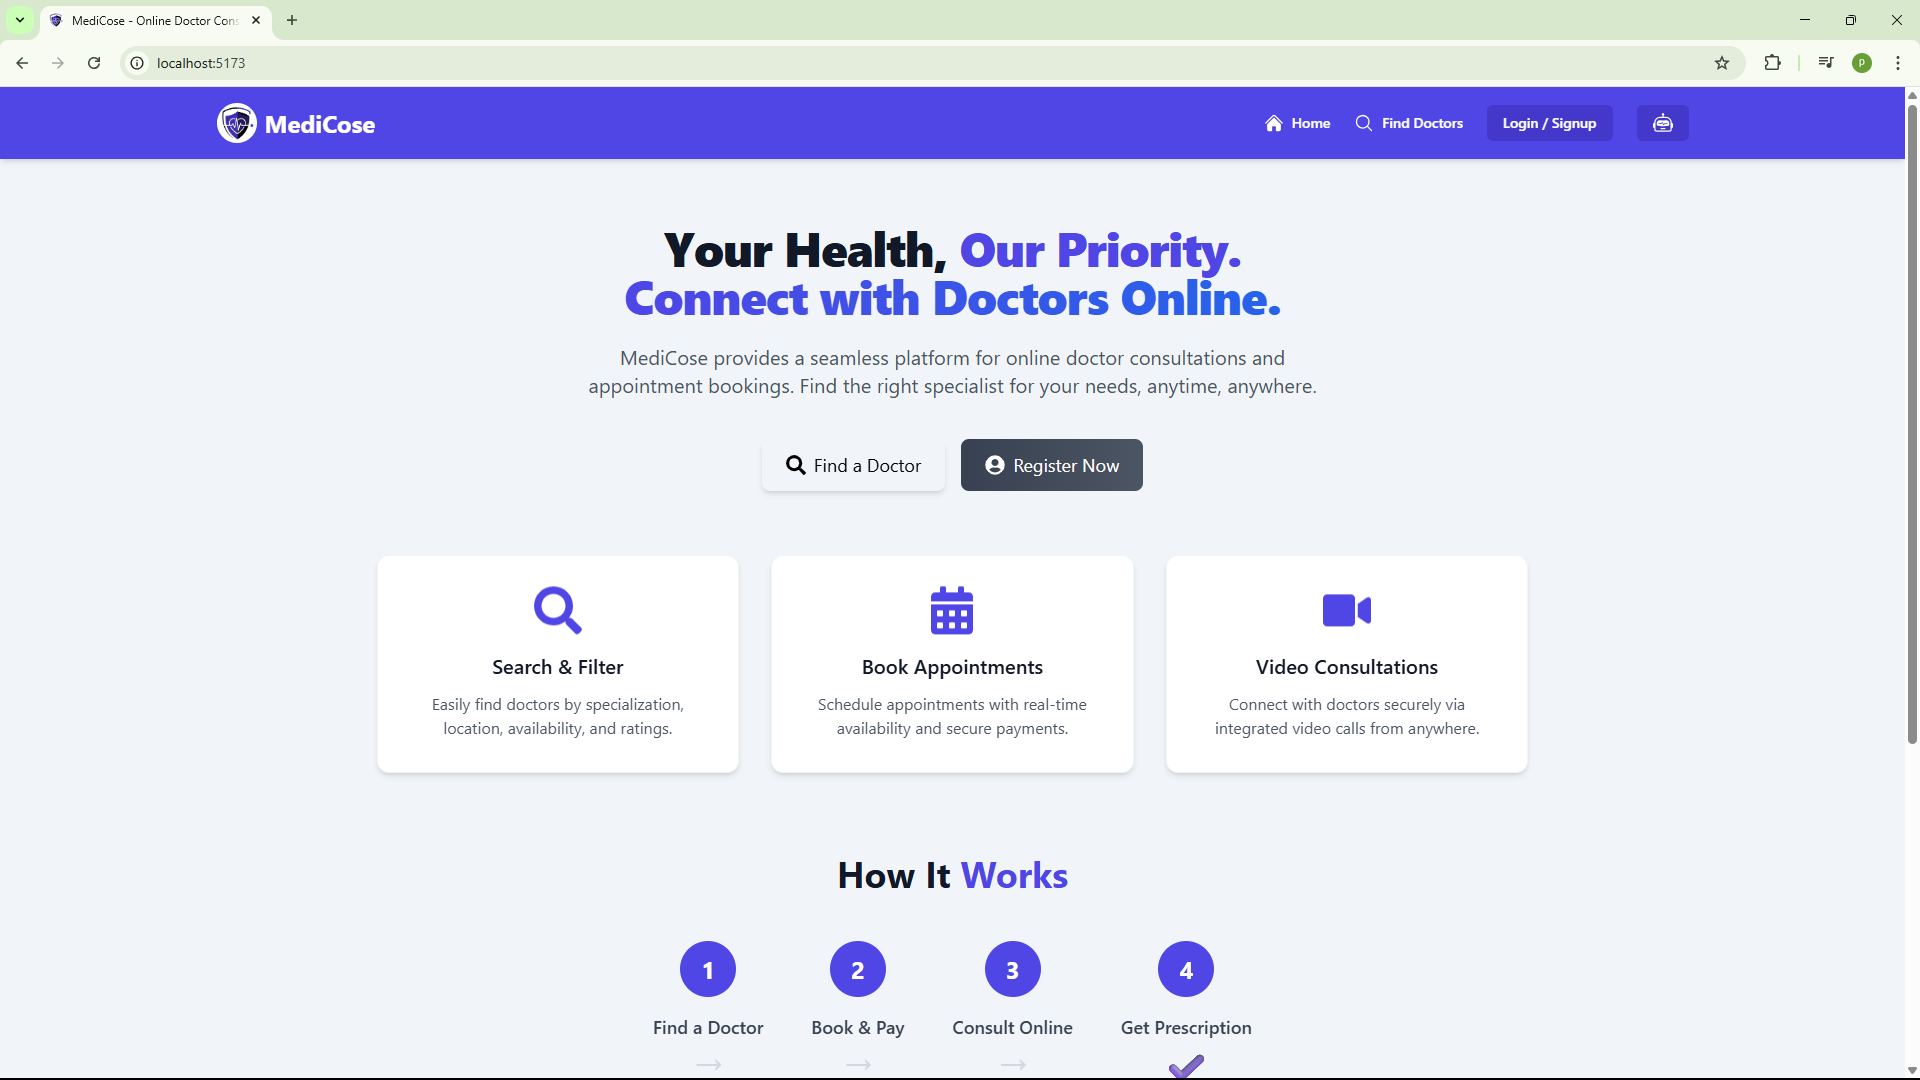 MediCose - Online Doctor Cons
localhost:5173
P
MediCose
Home
Find Doctors
Login / Signup
Your Health, Our Priority.
Connect with Doctors Online.
MediCose provides a seamless platform for online doctor consultations and
appointment bookings. Find the right specialist for your needs, anytime, anywhere.
Find a Doctor
Register Now
Search & Filter
Easily find doctors by specialization,
location, availability, and ratings.
Book Appointments
Schedule appointments with real-time
availability and secure payments.
Video Consultations
Connect with doctors securely via
integrated video calls from anywhere.
How It Works
1
2
3
4
Find a Doctor
Book & Pay
Consult Online
Get Prescription